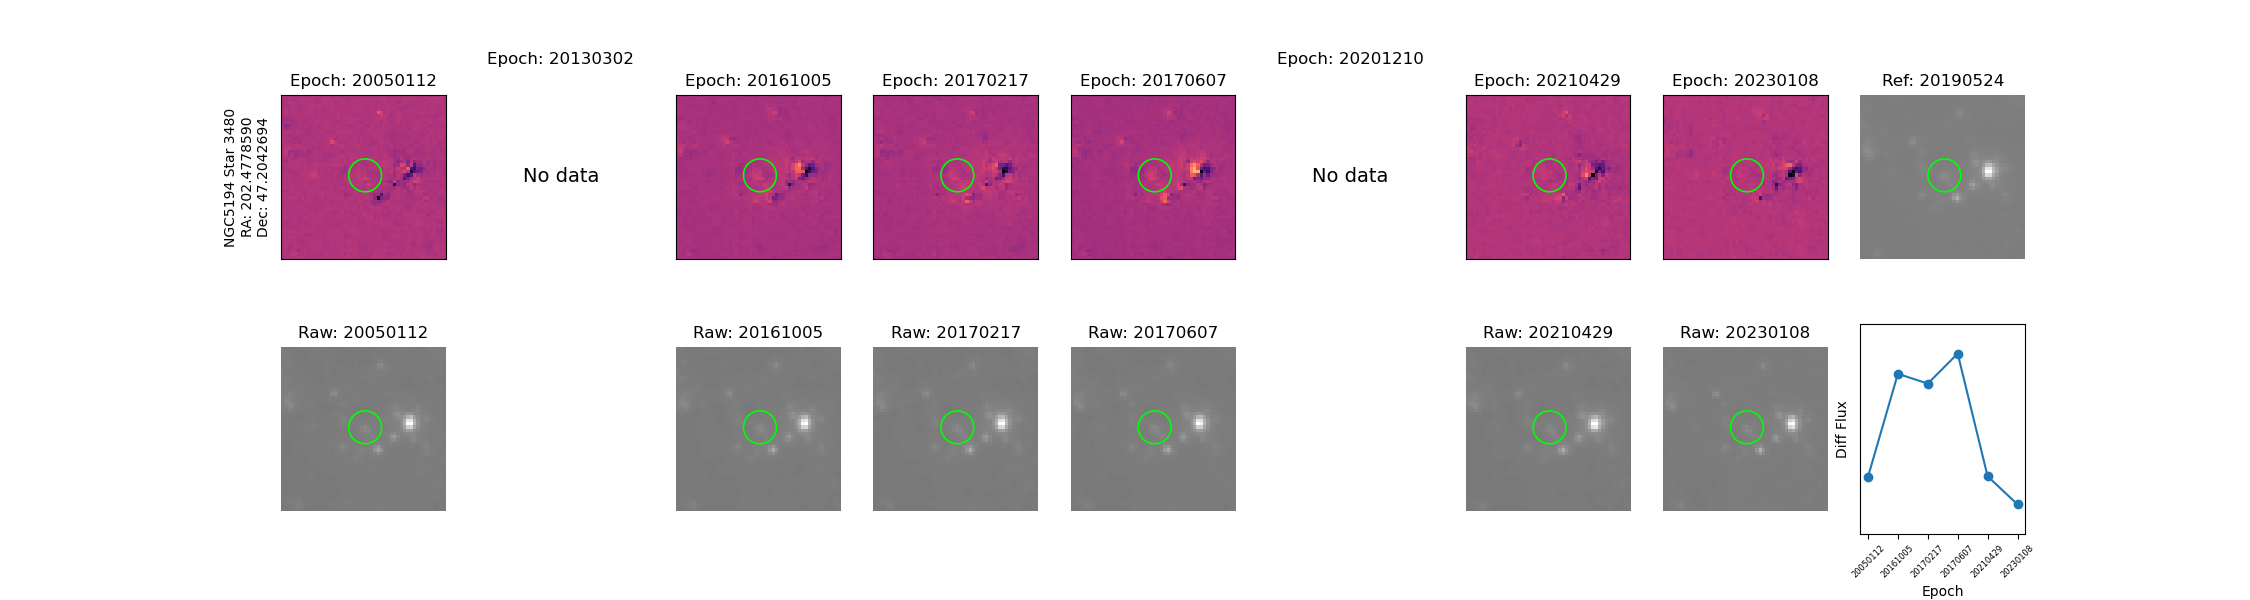 NGC5194 Star 3480
RA: 202.4778590
Dec: 47.2042694
Epoch: 20050112
Epoch: 20130302
No data
Epoch: 20161005
Epoch: 20170217
Epoch: 20170607
Epoch: 20201210
No data
Epoch: 20210429
Epoch: 20230108
Ref: 20190524
Raw: 20050112
Raw: 20161005
Raw: 20170217
Raw: 20170607
Raw: 20210429
Raw: 20230108
Diff Flux
20050112
20161005
20170217
20170607
20210429
20230108
Epoch